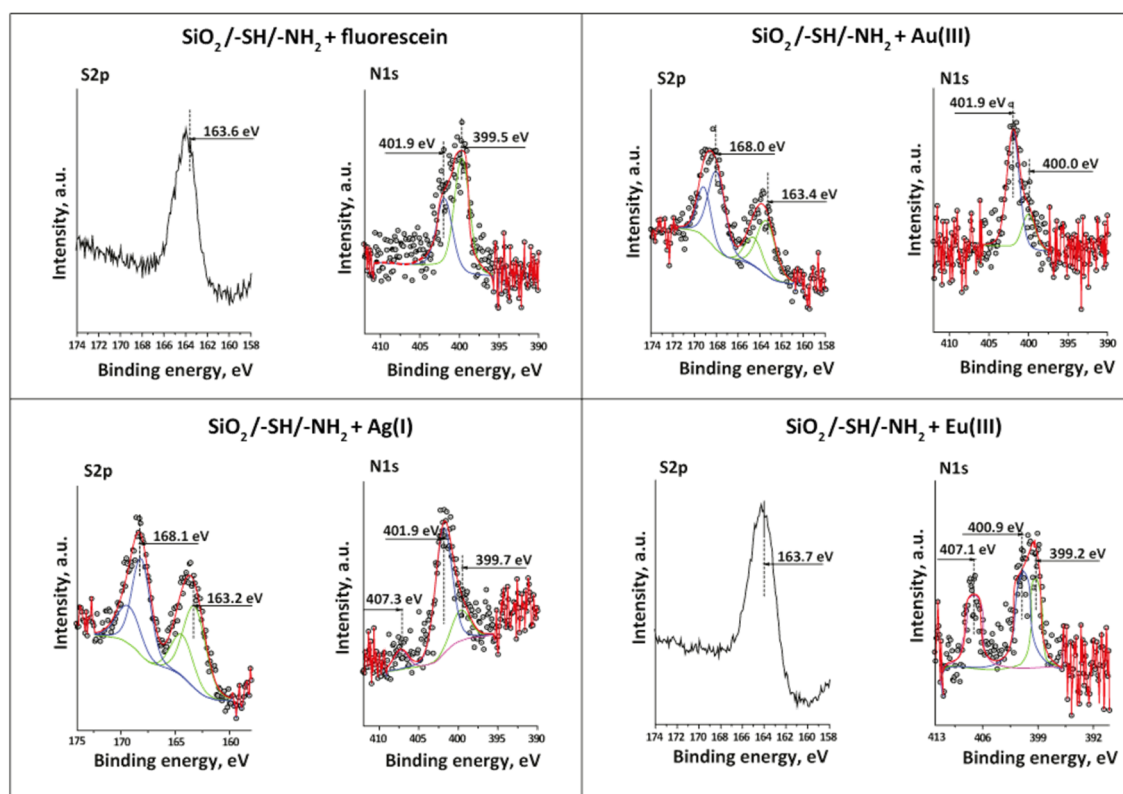 SiO2/-SH/-NH2 + fluorescein
S2p
163.6 eV
Intensity, a.u.
174 172 170 168 166 164 162 160 158
Binding energy, eV
N1s
401.9 eV
399.5 eV
Intensity, a.u.
410 405 400 395 390
Binding energy, eV
SiO2/-SH/-NH2 + Au(III)
S2p
168.0 eV
163.4 eV
Intensity, a.u.
174 172 170 168 166 164 162 160 158
Binding energy, eV
N1s
401.9 eV
400.0 eV
Intensity, a.u.
410 405 400 395 390
Binding energy, eV
SiO2/-SH/-NH2 + Ag(I)
S2p
168.1 eV
163.2 eV
Intensity, a.u.
175 170 165 160
Binding energy, eV
N1s
401.9 eV
399.7 eV
407.3 eV
Intensity, a.u.
410 405 400 395 390
Binding energy, eV
SiO2/-SH/-NH2 + Eu(III)
S2p
163.7 eV
Intensity, a.u.
174 172 170 168 166 164 162 160 158
Binding energy, eV
N1s
400.9 eV
407.1 eV
399.2 eV
Intensity, a.u.
413 406 399 392
Binding energy, eV